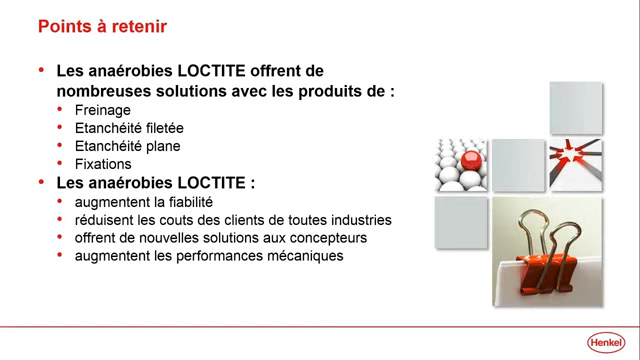 Points à retenir
• Les anaérobies LOCTITE offrent de
nombreuses solutions avec les produits de :
• Freinage
• Etanchéité filetée
• Etanchéité plane
• Fixations
• Les anaérobies LOCTITE :
• augmentent la fiabilité
• réduisent les couts des clients de toutes industries
• offrent de nouvelles solutions aux concepteurs
• augmentent les performances mécaniques
Henkel